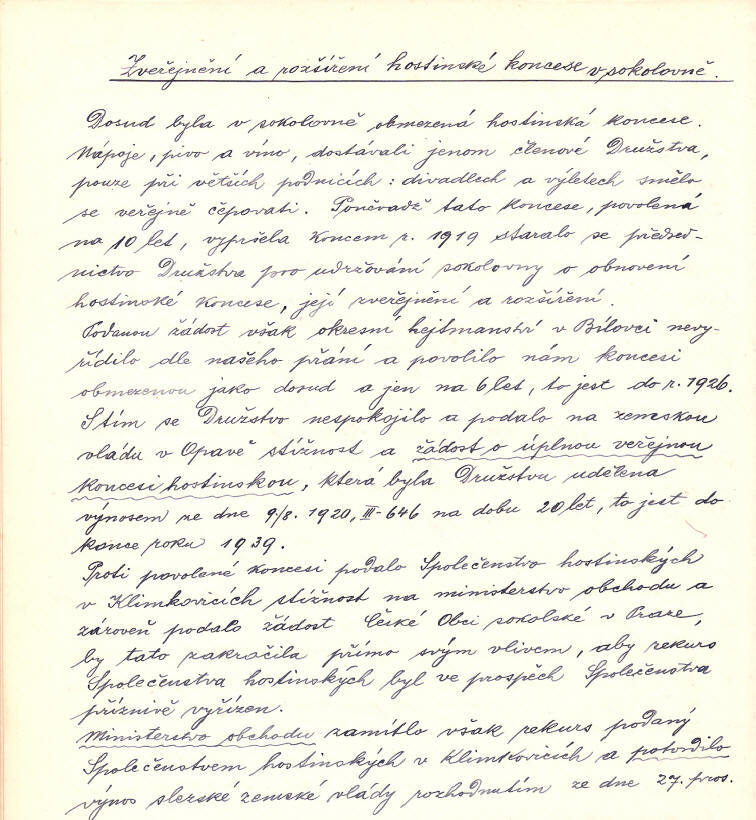 Zveřejnění a rozšíření hostinské koncese v sokolovně.
Dosud byla v sokolovně obmezená hostinská koncese.
Nápoje, pivo a víno, dostávali jenom členové Družstva,
pouze při větších podnicích: divadlech a výletech smělo
se veřejně čepovati. Poněvadž tato koncese, povolená
na 10 let, vypršela koncem r. 1919 staralo se předsed-
nictvo Družstva pro udržování sokolovny o obnovení
hostinské koncese, její zveřejnění a rozšíření.
Podanou žádost však okresní hejtmanství v Bílovci nevy-
řídilo dle našeho přání a povolilo nám koncesi
obmezenou jako dosud a jen na 6 let, to jest do r. 1926.
S tím se Družstvo nespokojilo a podalo na zemskou
vládu v Opavě stížnost a žádost o úplnou veřejnou
koncesi hostinskou, která byla Družstvu udělena
výnosem ze dne 9/8. 1920, III-646 na dobu 20 let, to jest do
konce roku 1939.
Proti povolené koncesi podalo Společenstvo hostinských
v Klimkovicích stížnost na ministerstvo obchodu a
zároveň podalo žádost České Obci sokolské v Praze,
by tato zakračila přímo svým vlivem, aby rekurs
Společenstva hostinských byl ve prospěch Společenstva
příznivě vyřízen.
Ministerstvo obchodu zamítlo však rekurs podaný
Společenstvem hostinských v Klimkovicích a potvrdilo
výnos slezské zemské vlády rozhodnutím ze dne 27. pros.